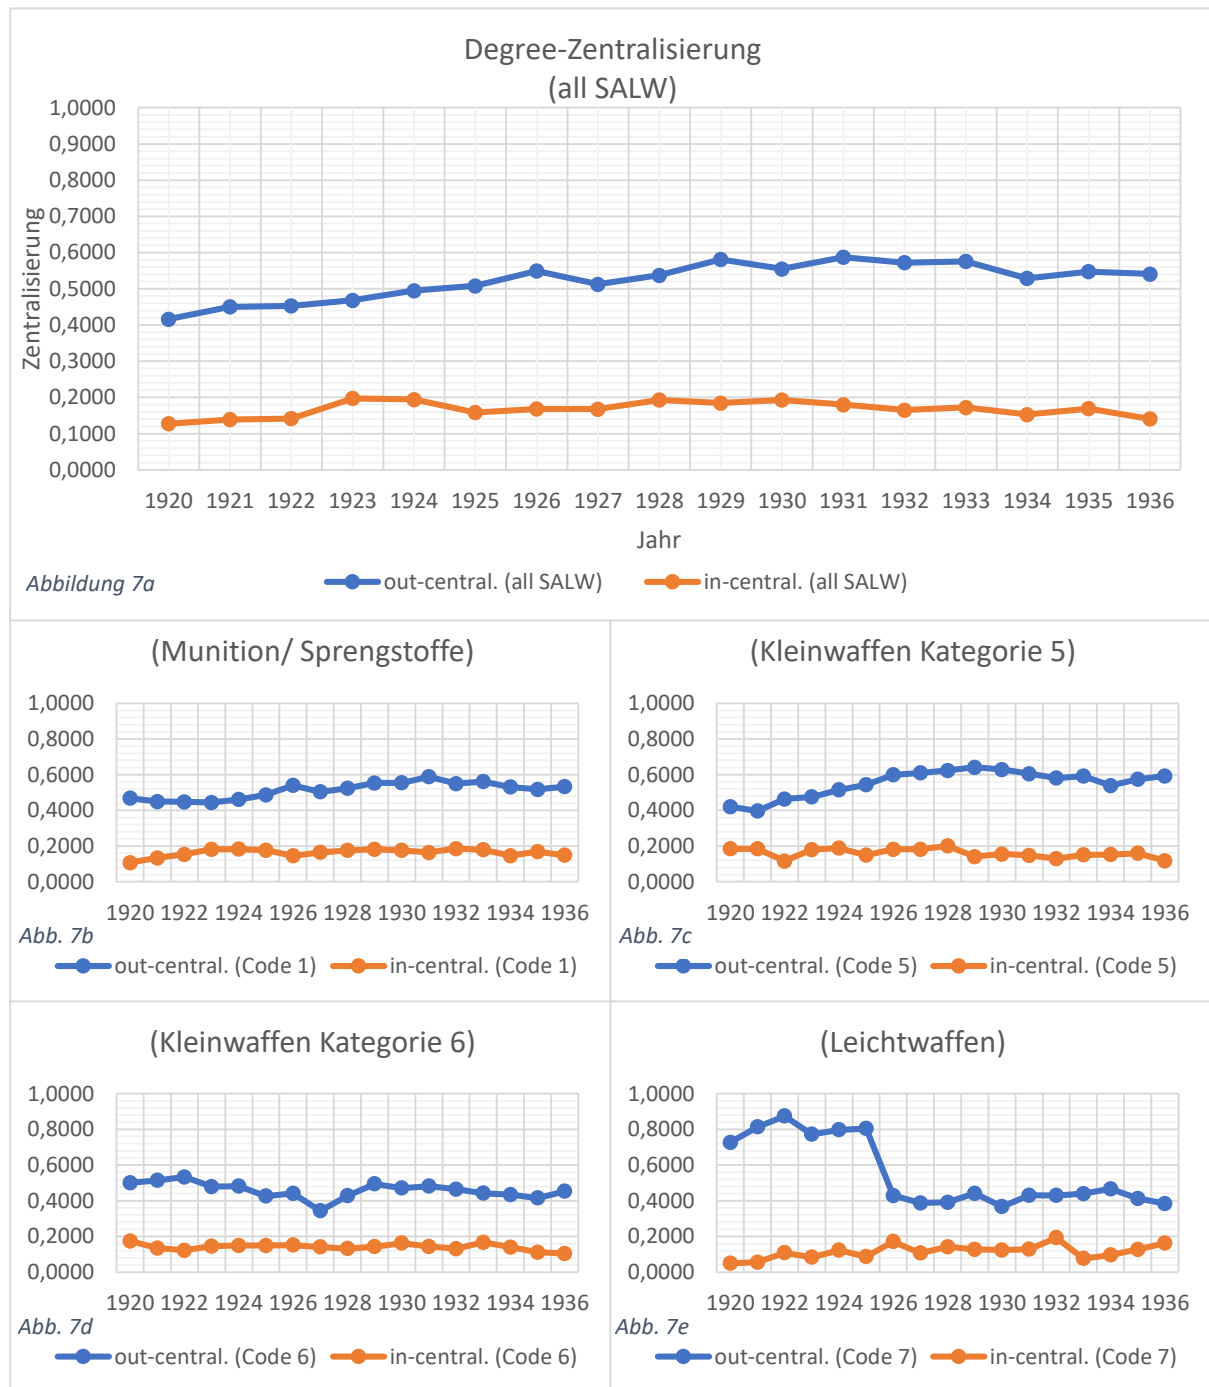 Degree-Zentralisierung
(all SALW)
Zentralisierung
1,0000
0,9000
0,8000
0,7000
0,6000
0,5000
0,4000
0,3000
0,2000
0,1000
0,0000
1920 1921 1922 1923 1924 1925 1926 1927 1928 1929 1930 1931 1932 1933 1934 1935 1936
Jahr
Abbildung 7a
out-central. (all SALW) in-central. (all SALW)
(Munition/ Sprengstoffe)
1,0000
0,8000
0,6000
0,4000
0,2000
0,0000
1920 1922 1924 1926 1928 1930 1932 1934 1936
Abb. 7b
out-central. (Code 1) in-central. (Code 1)
(Kleinwaffen Kategorie 5)
1,0000
0,8000
0,6000
0,4000
0,2000
0,0000
1920 1922 1924 1926 1928 1930 1932 1934 1936
Abb. 7c
out-central. (Code 5) in-central. (Code 5)
(Kleinwaffen Kategorie 6)
1,0000
0,8000
0,6000
0,4000
0,2000
0,0000
1920 1922 1924 1926 1928 1930 1932 1934 1936
Abb. 7d
out-central. (Code 6) in-central. (Code 6)
(Leichtwaffen)
1,0000
0,8000
0,6000
0,4000
0,2000
0,0000
1920 1922 1924 1926 1928 1930 1932 1934 1936
Abb. 7e
out-central. (Code 7) in-central. (Code 7)